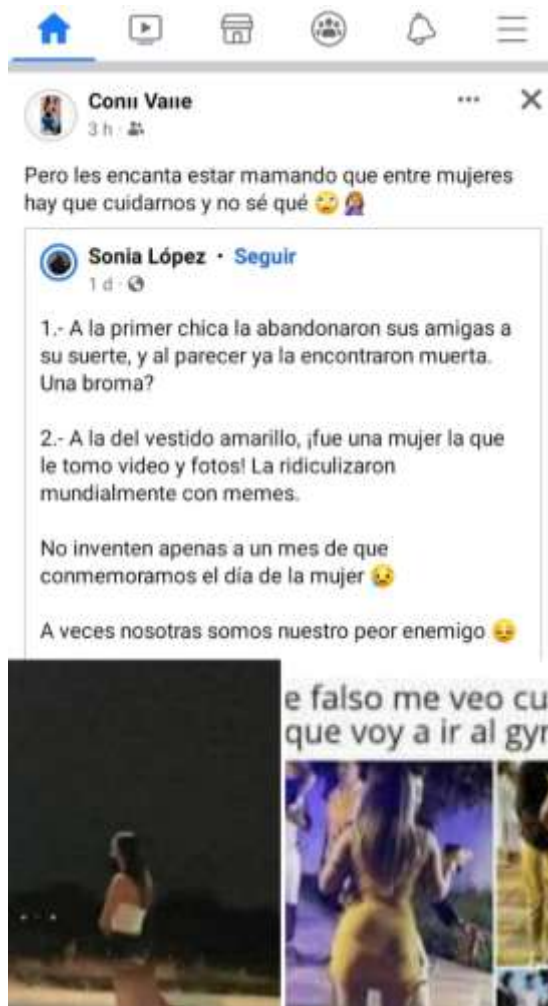 Conii Vaiie
3 h
Pero les encanta estar mamando que entre mujeres
hay que cuidarnos y no sé qué 🙄 🤦‍♀️
Sonia López • Seguir
1 d
1.- A la primer chica la abandonaron sus amigas a
su suerte, y al parecer ya la encontraron muerta.
Una broma?
2.- A la del vestido amarillo, ¡fue una mujer la que
le tomo video y fotos! La ridiculizaron
mundialmente con memes.
No inventen apenas a un mes de que
conmemoramos el día de la mujer 😥
A veces nosotras somos nuestro peor enemigo 😞
e falso me veo cu
que voy a ir al gyr